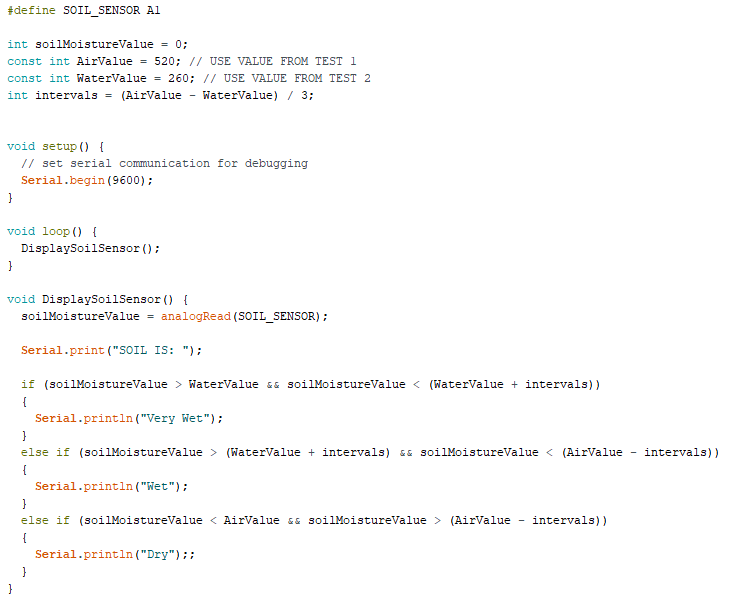 #define SOIL_SENSOR A1
int soilMoistureValue = 0;
const int AirValue = 520; // USE VALUE FROM TEST 1
const int WaterValue = 260; // USE VALUE FROM TEST 2
int intervals = (AirValue - WaterValue) / 3;
void setup() {
// set serial communication for debugging
Serial.begin(9600);
}
void loop() {
DisplaySoilSensor();
}
void DisplaySoilSensor() {
soilMoistureValue = analogRead(SOIL_SENSOR);
Serial.print("SOIL IS: ");
if (soilMoistureValue > WaterValue && soilMoistureValue < (WaterValue + intervals))
{
Serial.println("Very Wet");
}
else if (soilMoistureValue > (WaterValue + intervals) && soilMoistureValue < (AirValue - intervals))
{
Serial.println("Wet");
}
else if (soilMoistureValue < AirValue && soilMoistureValue > (AirValue - intervals))
{
Serial.println("Dry");;
}
}